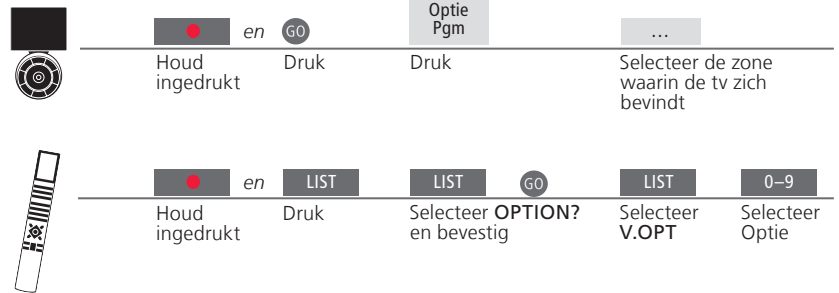 Optie
Pgm
en GO ...
Houd
ingedrukt
Druk
Druk
Selecteer de zone
waarin de tv zich
bevindt
en LIST LIST GO LIST 0–9
Houd
ingedrukt
Druk
Selecteer OPTION?
en bevestig
Selecteer
V.OPT
Selecteer
Optie